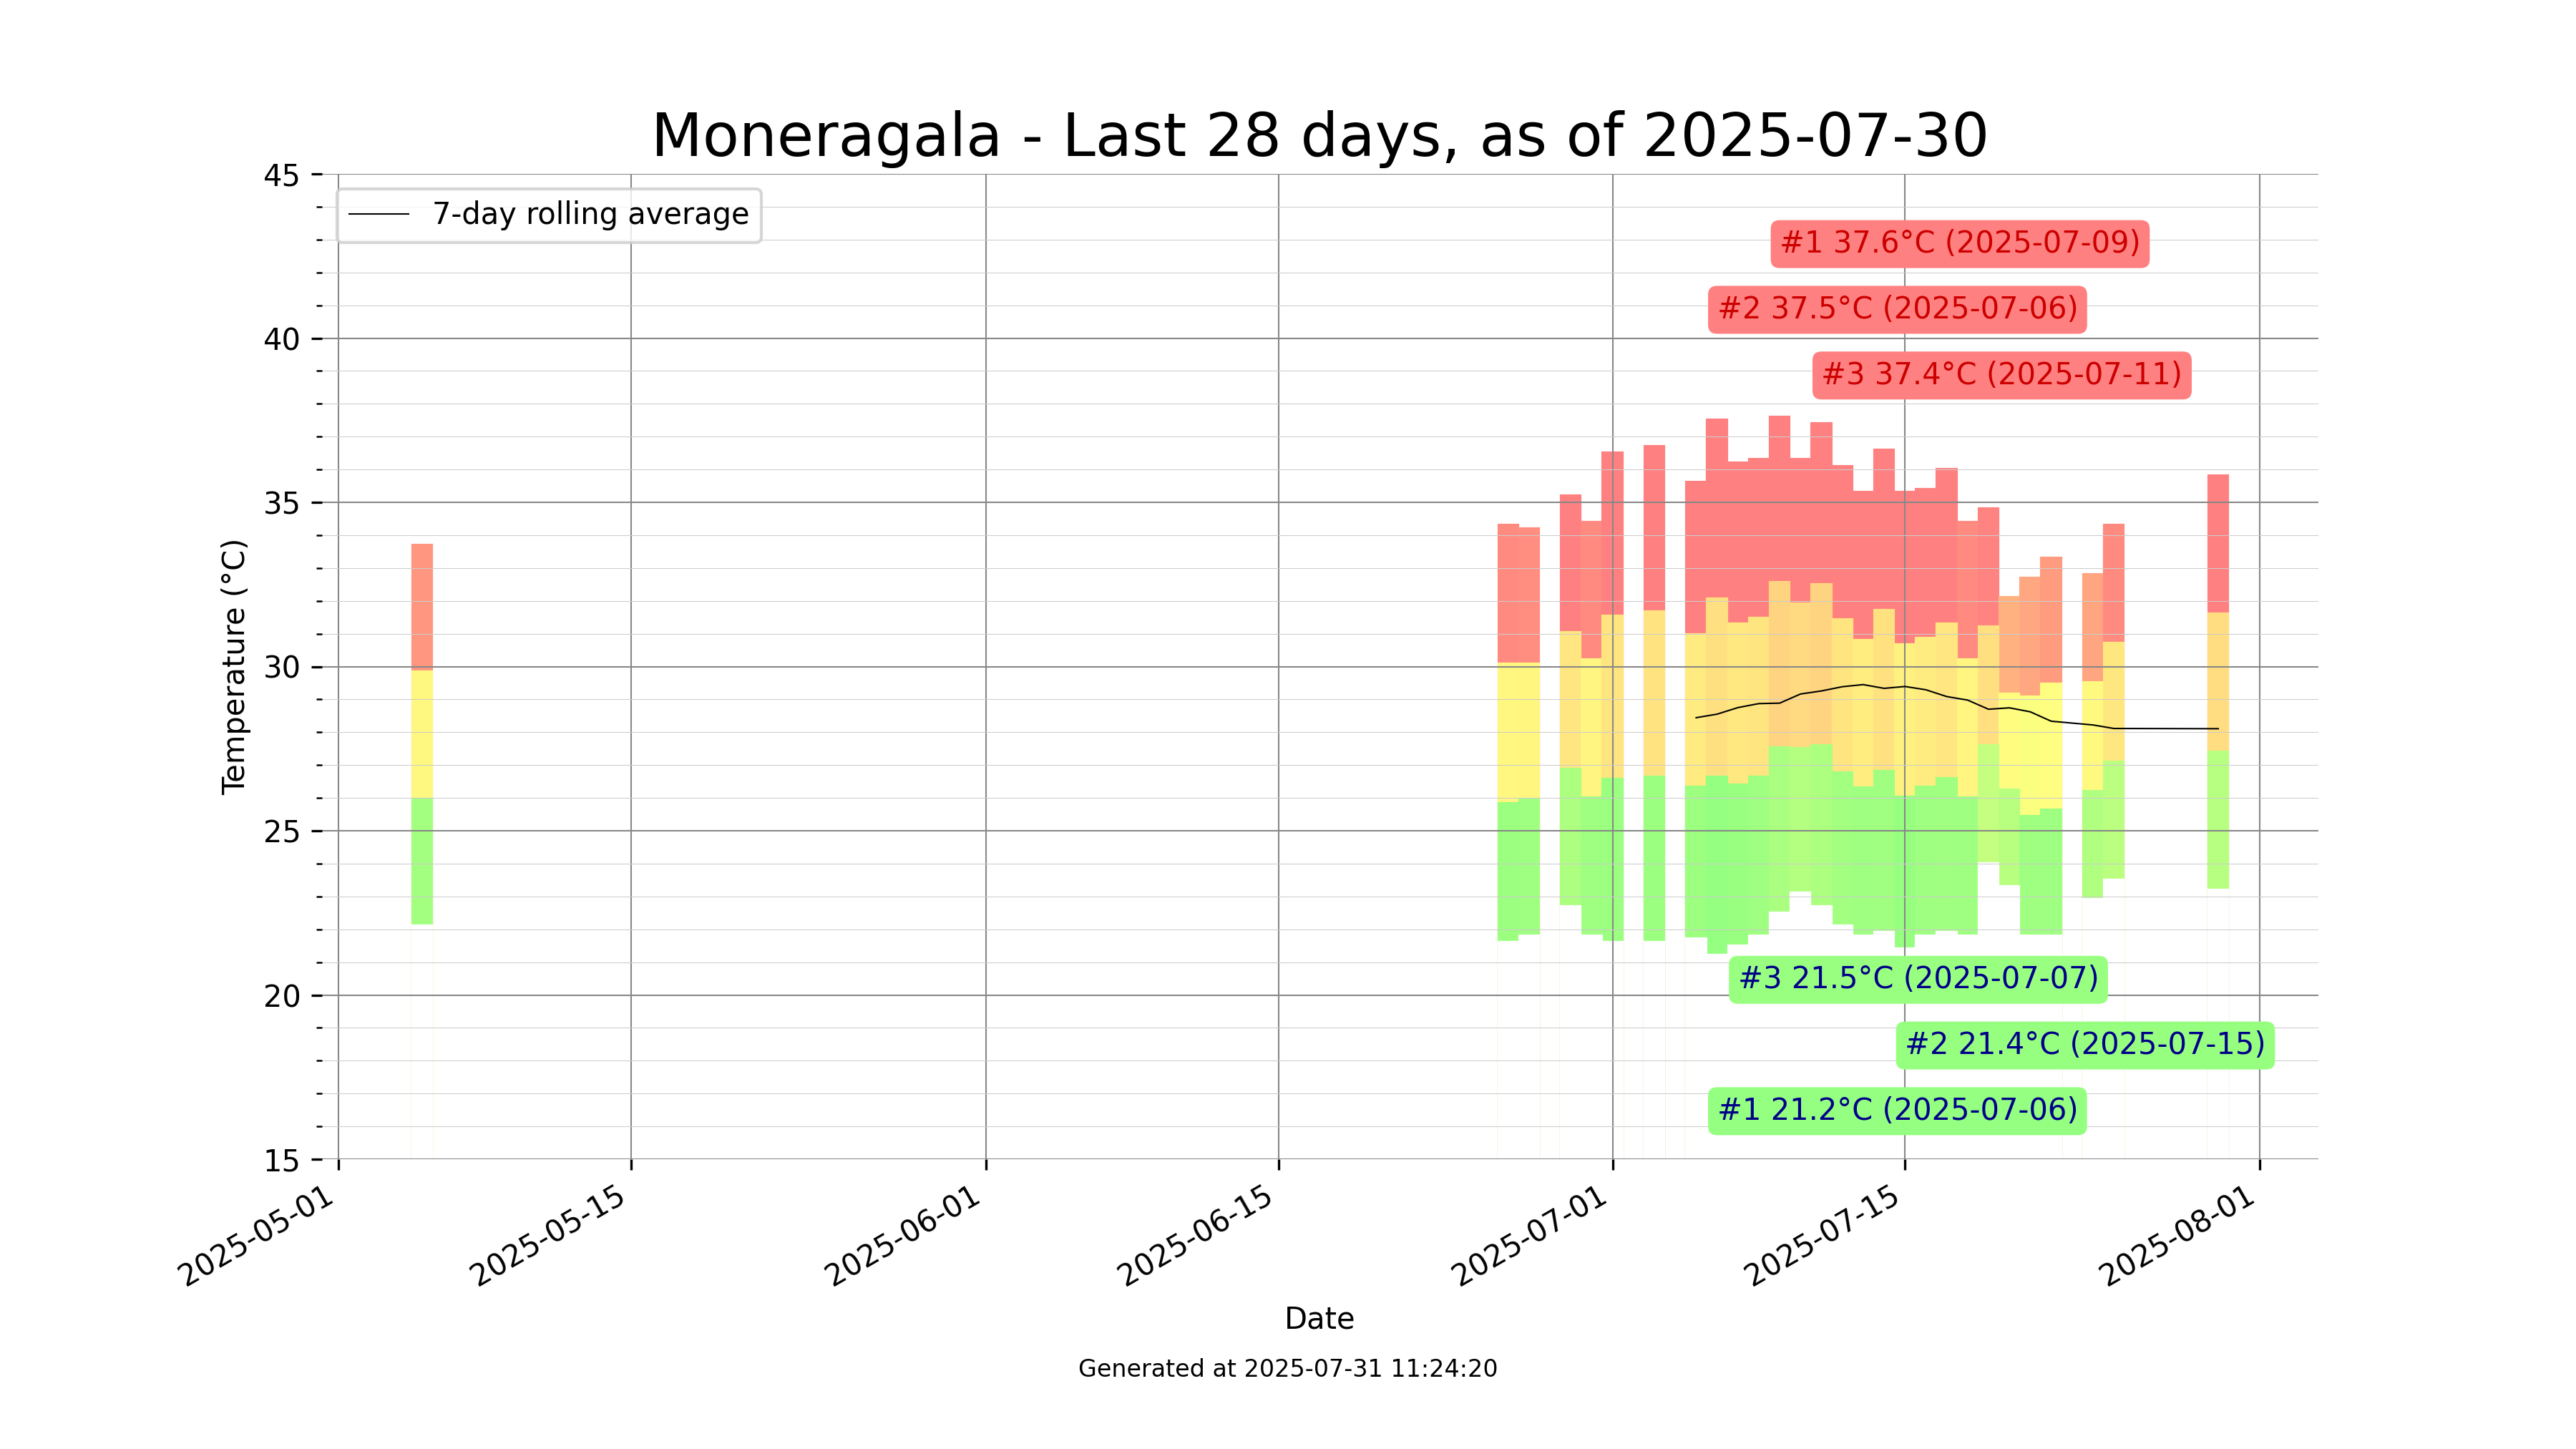 Moneragala - Last 28 days, as of 2025-07-30
45
40
35
30
25
20
15
Temperature (°C)
7-day rolling average
#1 37.6°C (2025-07-09)
#2 37.5°C (2025-07-06)
#3 37.4°C (2025-07-11)
#3 21.5°C (2025-07-07)
#2 21.4°C (2025-07-15)
#1 21.2°C (2025-07-06)
2025-05-01
2025-05-15
2025-06-01
2025-06-15
2025-07-01
2025-07-15
2025-08-01
Date
Generated at 2025-07-31 11:24:20